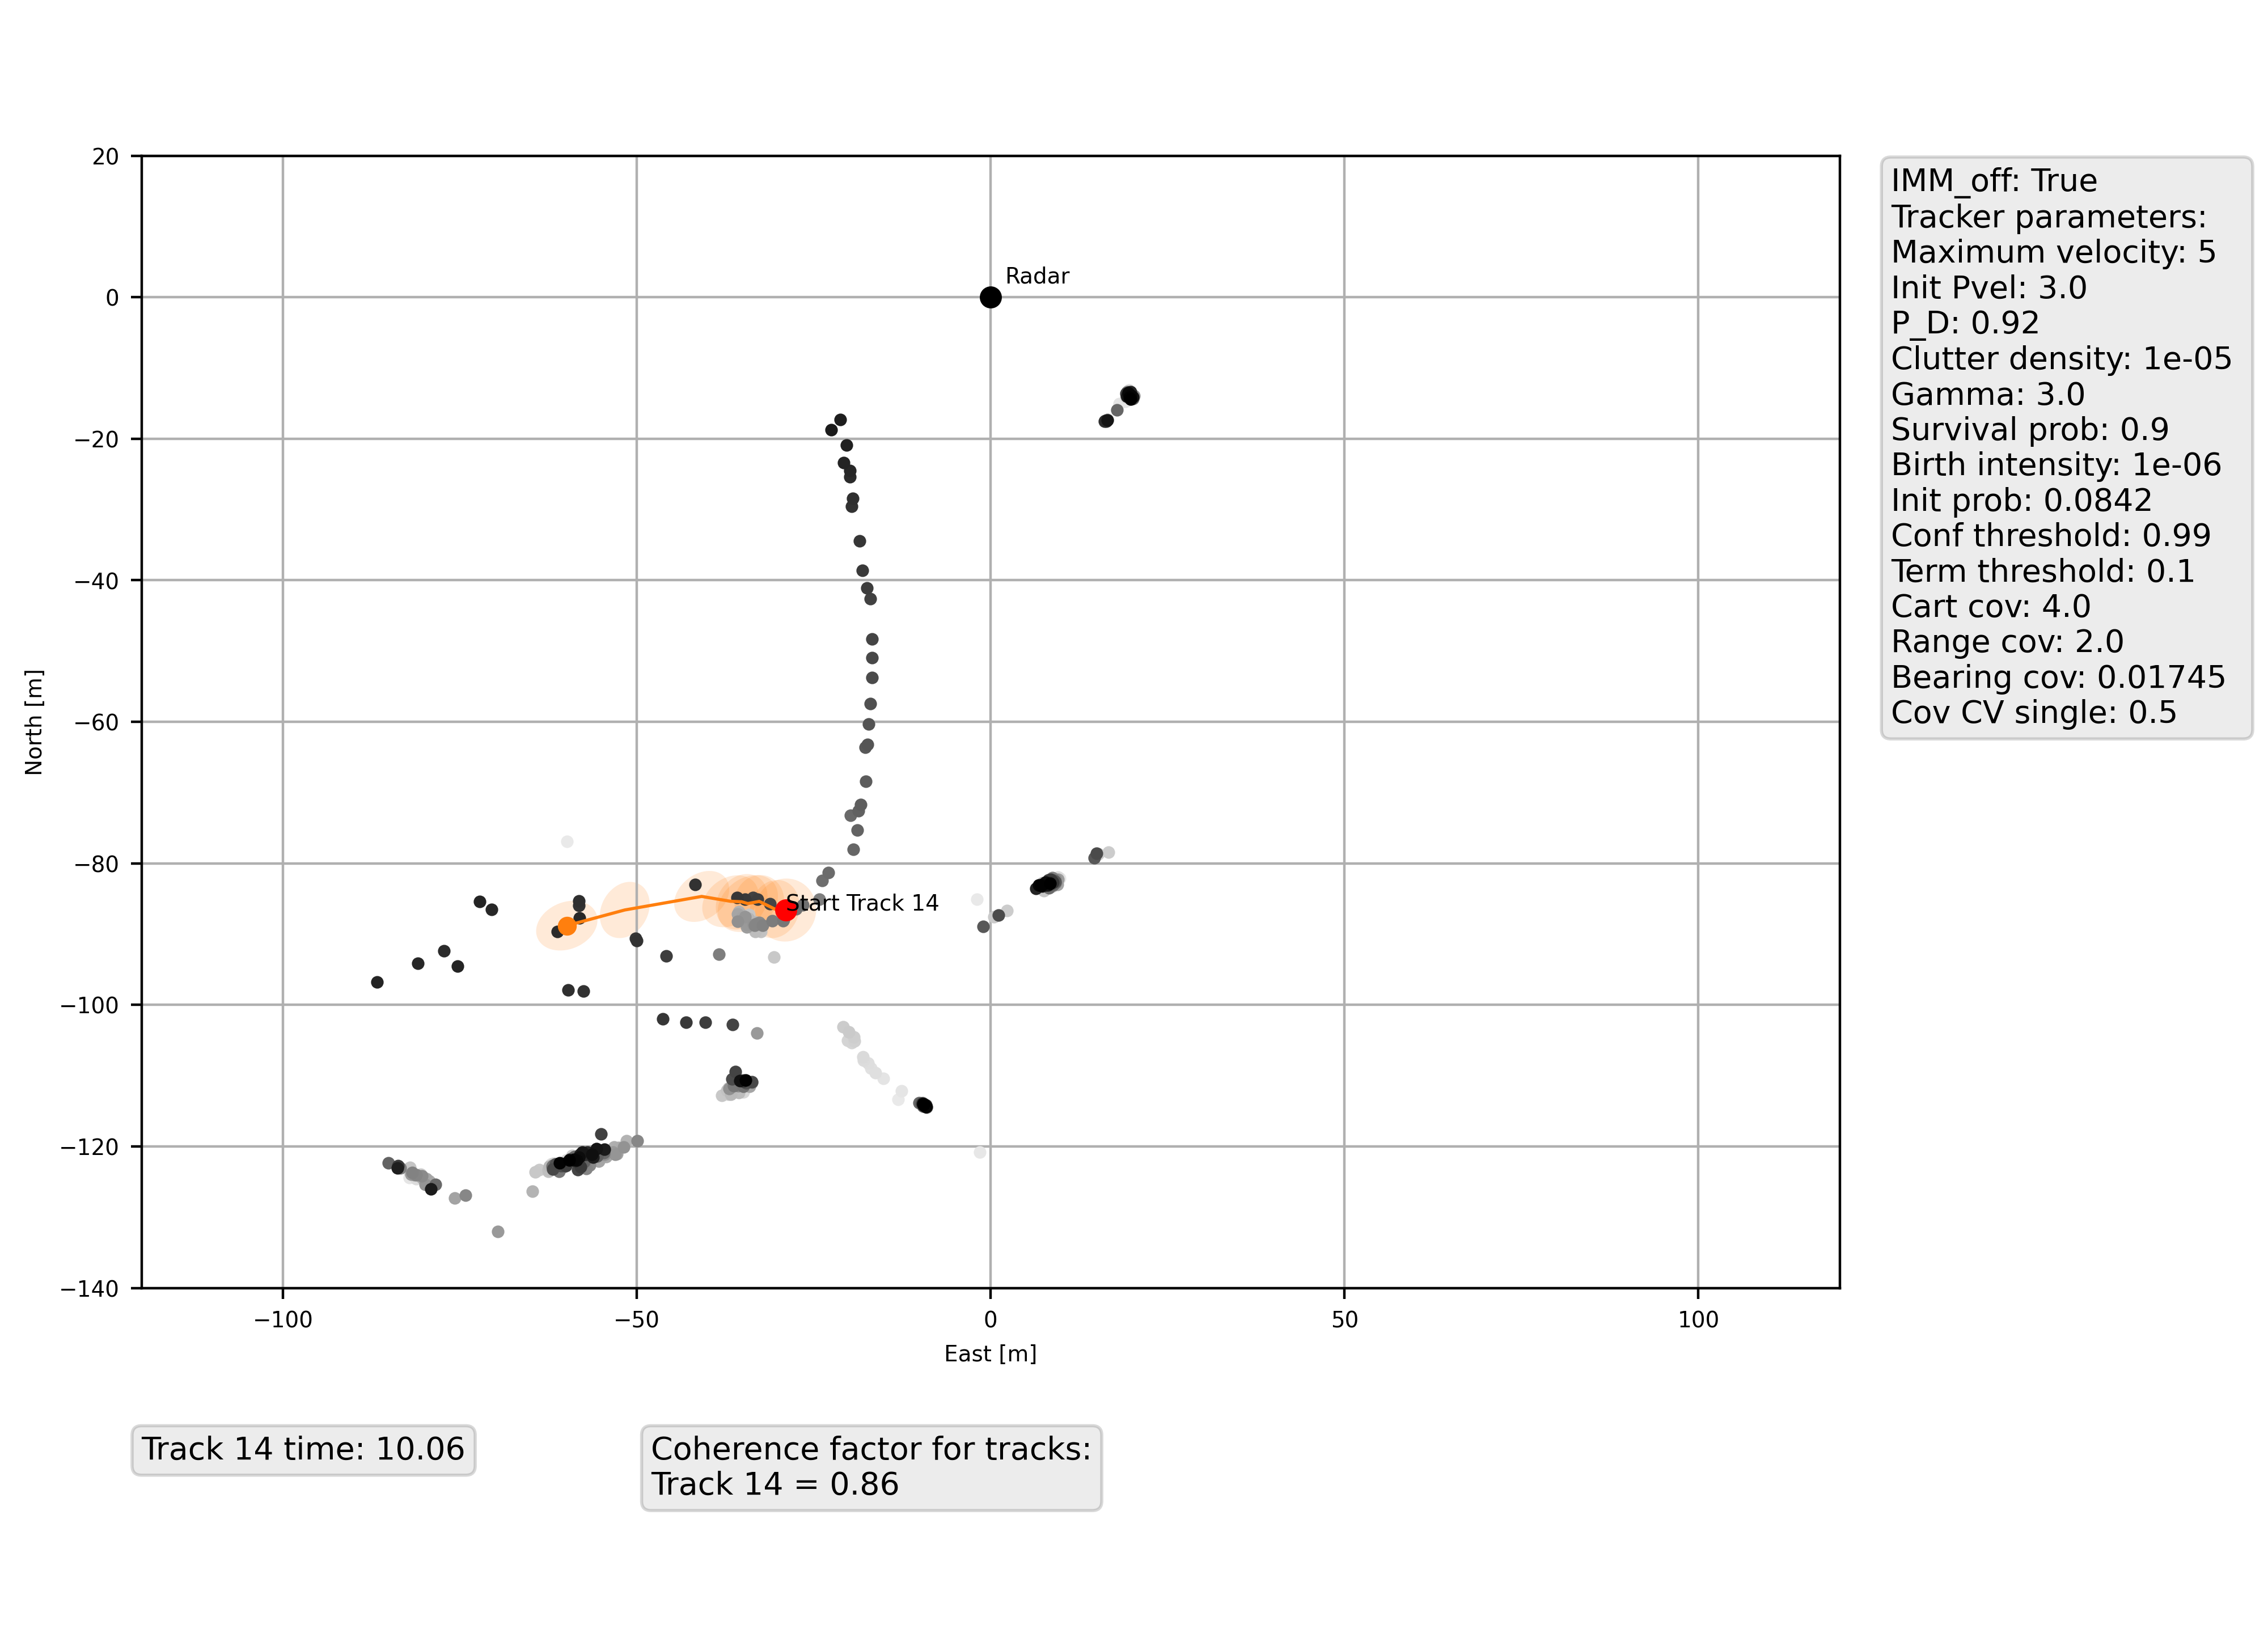 20
0
−20
−40
−60
−80
−100
−120
−140
North [m]
−100
−50
0
50
100
East [m]
Radar
Start Track 14
IMM_off: True
Tracker parameters:
Maximum velocity: 5
Init Pvel: 3.0
P_D: 0.92
Clutter density: 1e-05
Gamma: 3.0
Survival prob: 0.9
Birth intensity: 1e-06
Init prob: 0.0842
Conf threshold: 0.99
Term threshold: 0.1
Cart cov: 4.0
Range cov: 2.0
Bearing cov: 0.01745
Cov CV single: 0.5
Track 14 time: 10.06
Coherence factor for tracks:
Track 14 = 0.86